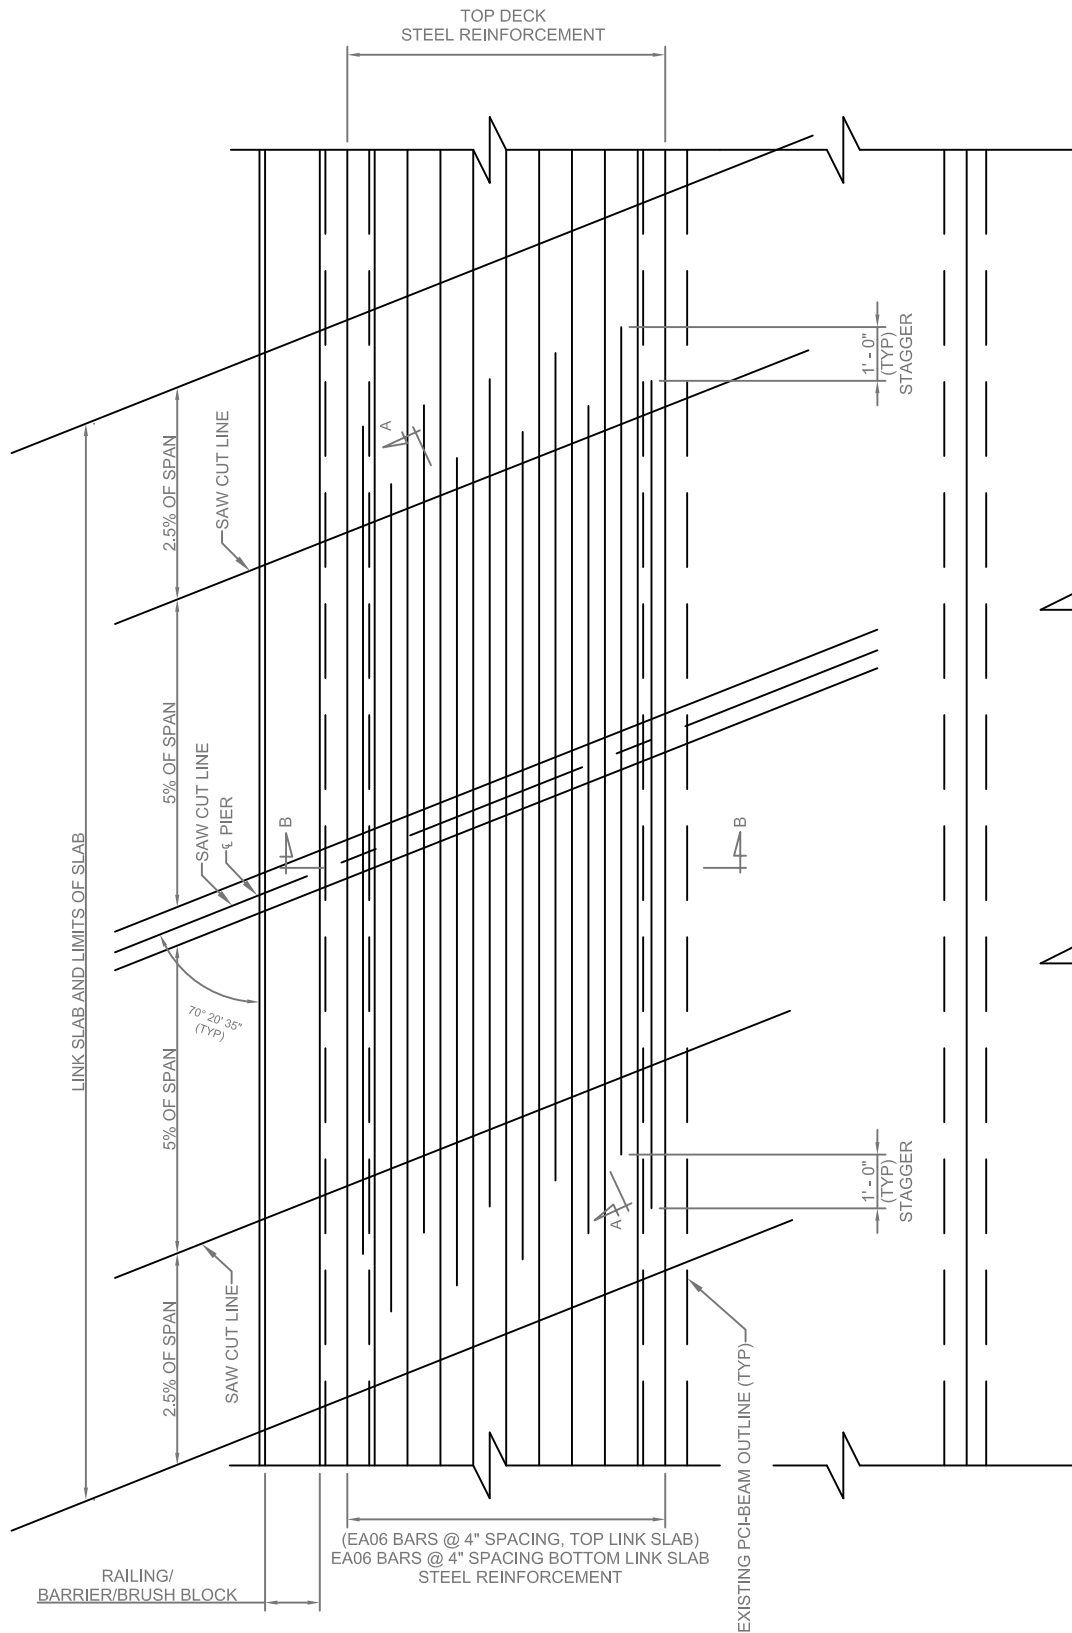 TOP DECK
STEEL REINFORCEMENT
1' - 0"
(TYP)
STAGGER
A
2.5% OF SPAN
SAW CUT LINE
5% OF SPAN
SAW CUT LINE
℄ PIER
B
B
LINK SLAB AND LIMITS OF SLAB
70° 20' 35"
(TYP)
5% OF SPAN
1' - 0"
(TYP)
STAGGER
A
2.5% OF SPAN
SAW CUT LINE
EXISTING PCI-BEAM OUTLINE (TYP)
(EA06 BARS @ 4" SPACING, TOP LINK SLAB)
EA06 BARS @ 4" SPACING BOTTOM LINK SLAB
STEEL REINFORCEMENT
RAILING/
BARRIER/BRUSH BLOCK